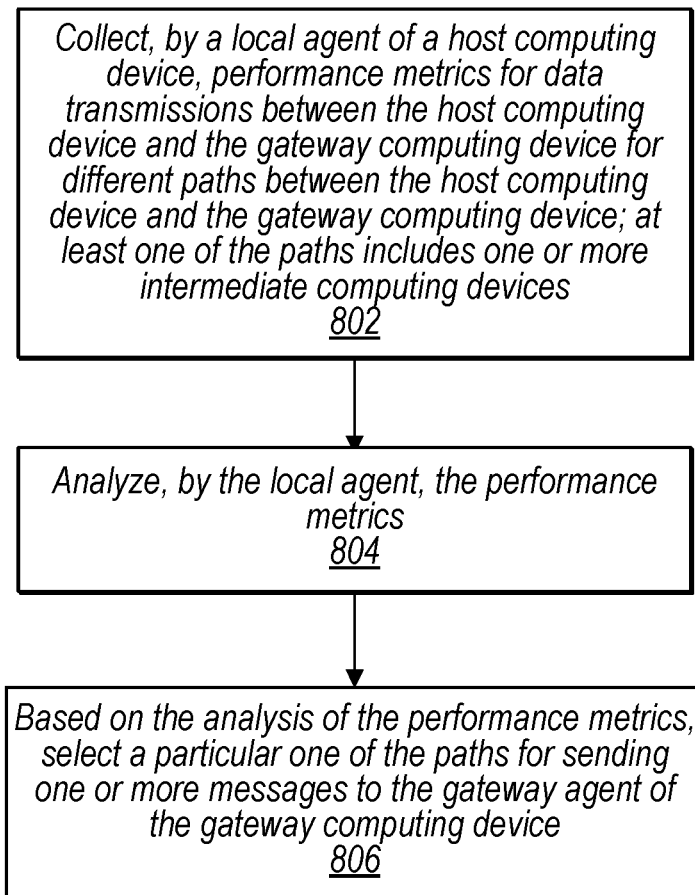 Collect, by a local agent of a host computing
device, performance metrics for data
transmissions between the host computing
device and the gateway computing device for
different paths between the host computing
device and the gateway computing device; at
least one of the paths includes one or more
intermediate computing devices
802
Analyze, by the local agent, the performance
metrics
804
Based on the analysis of the performance metrics,
select a particular one of the paths for sending
one or more messages to the gateway agent of
the gateway computing device
806